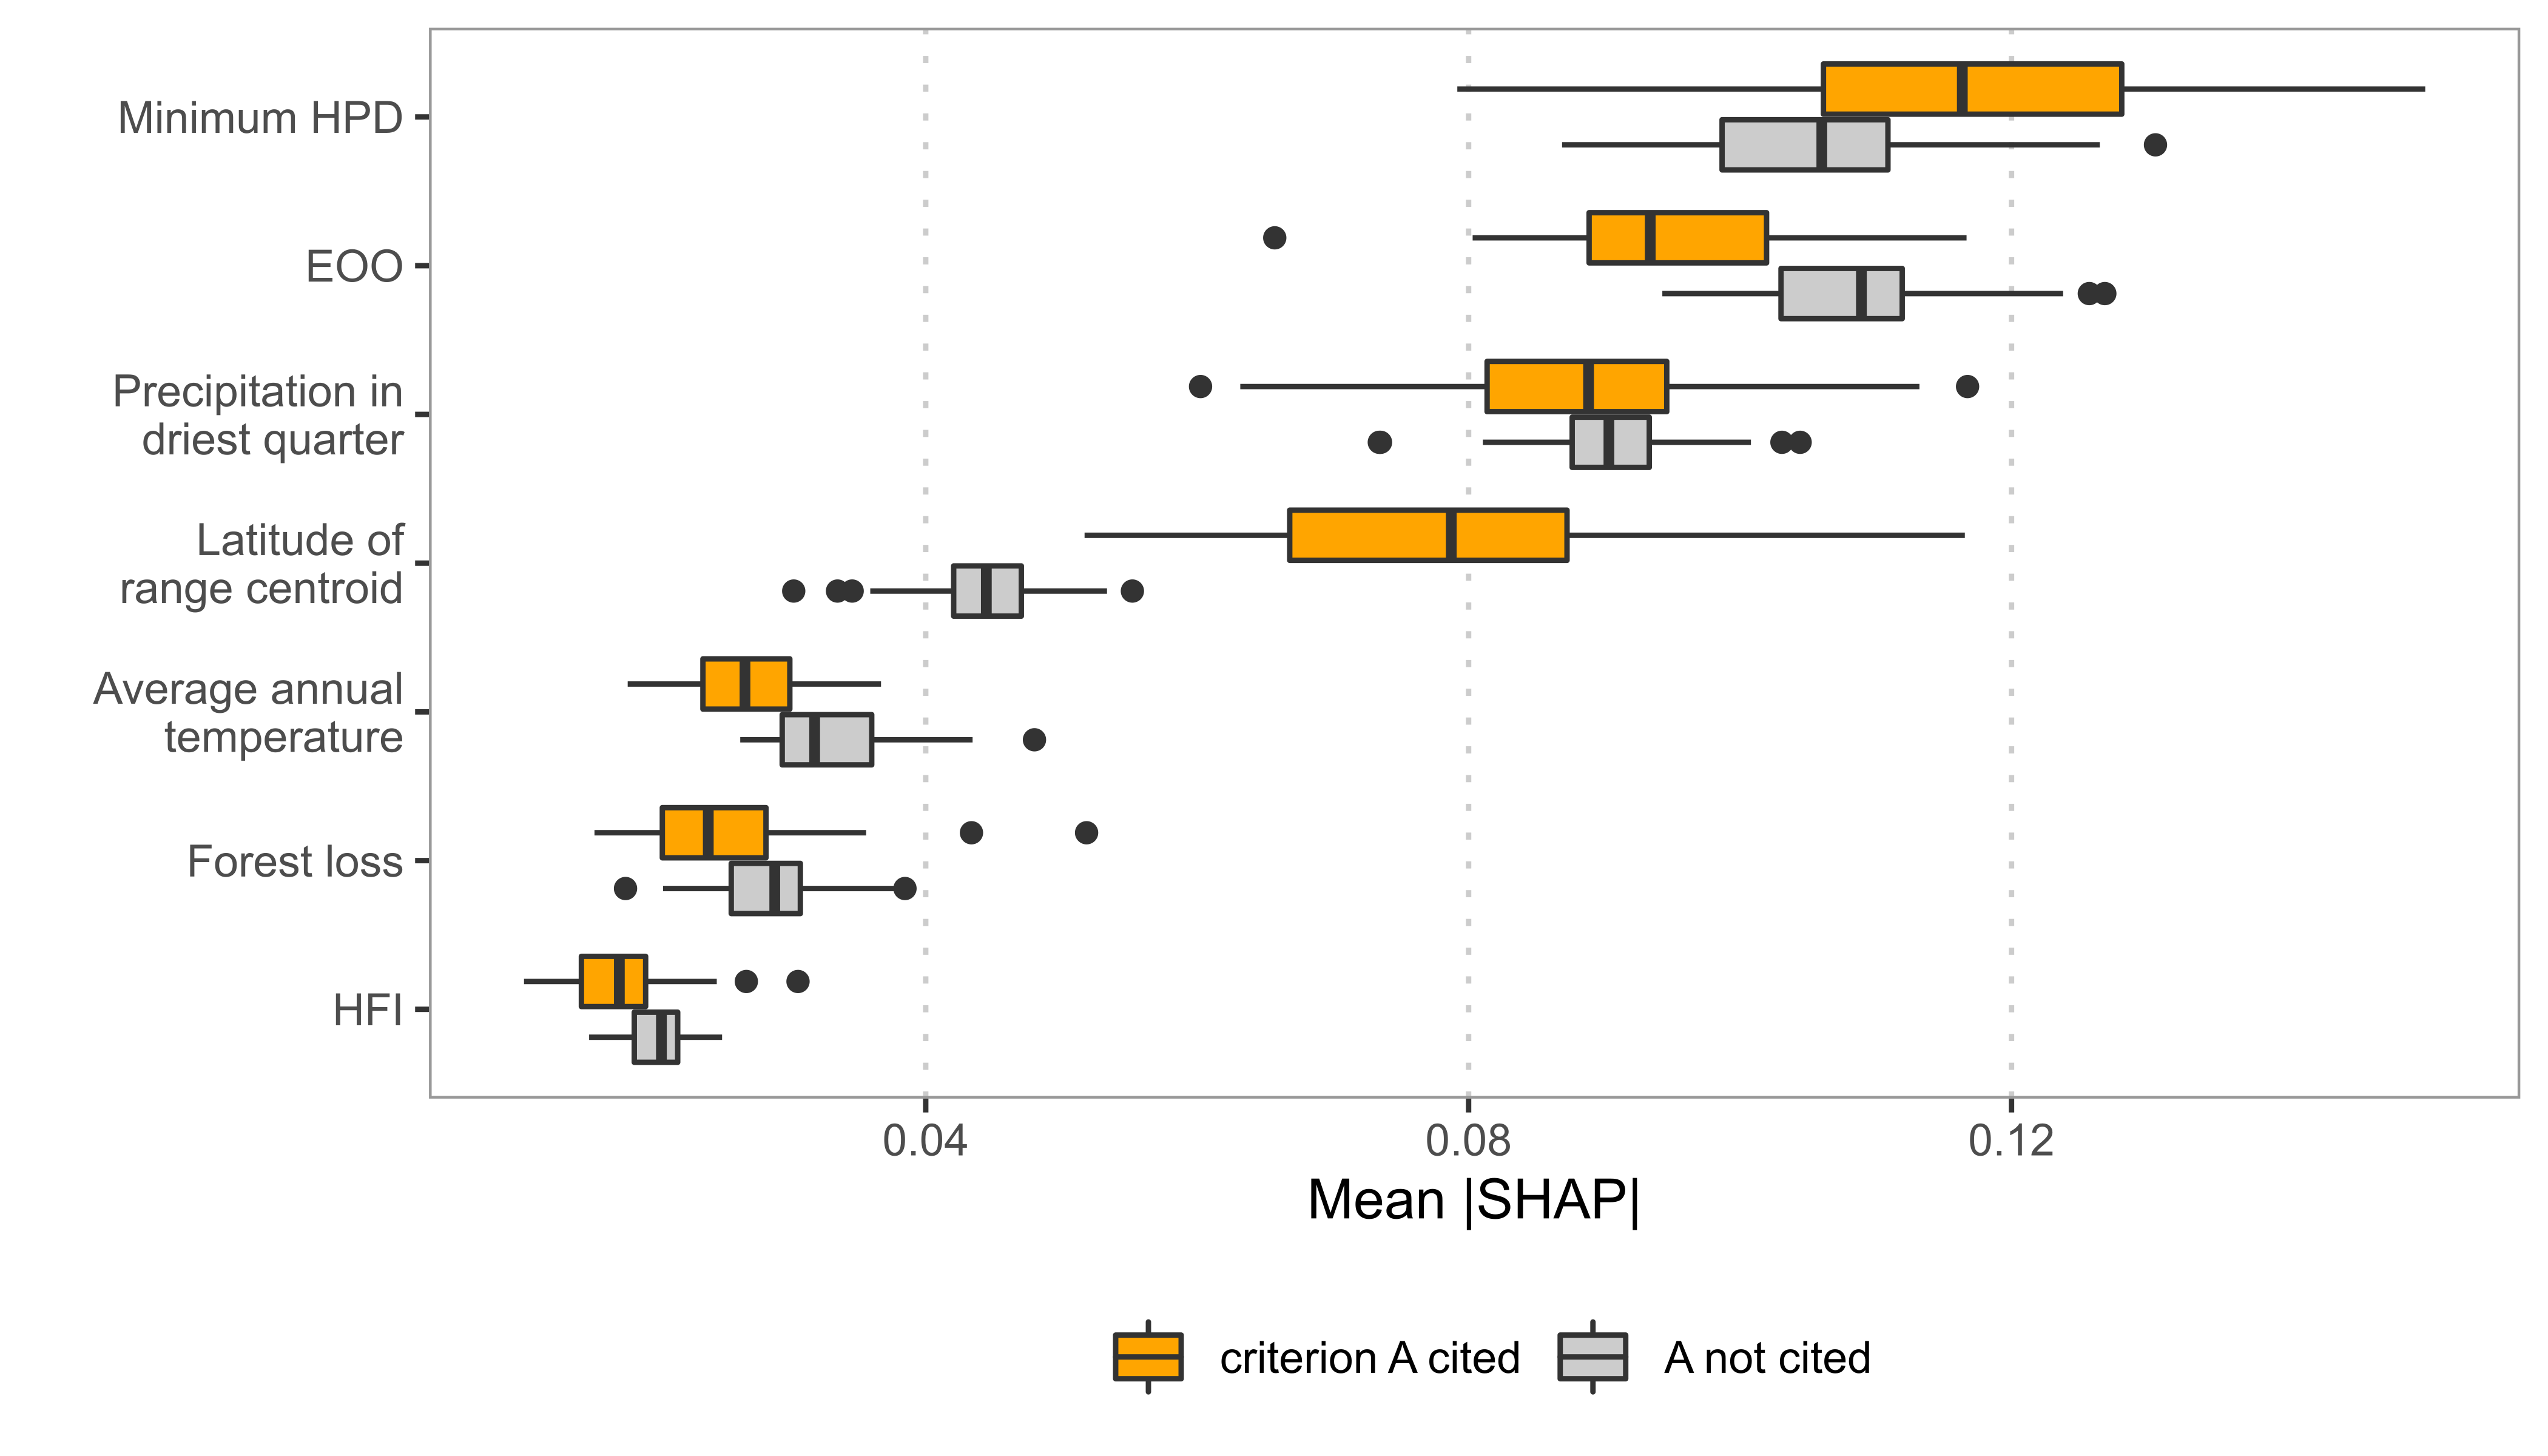 Minimum HPD
EOO
Precipitation in
driest quarter
Latitude of
range centroid
Average annual
temperature
Forest loss
HFI
0.04
0.08
0.12
Mean |SHAP|
criterion A cited
A not cited